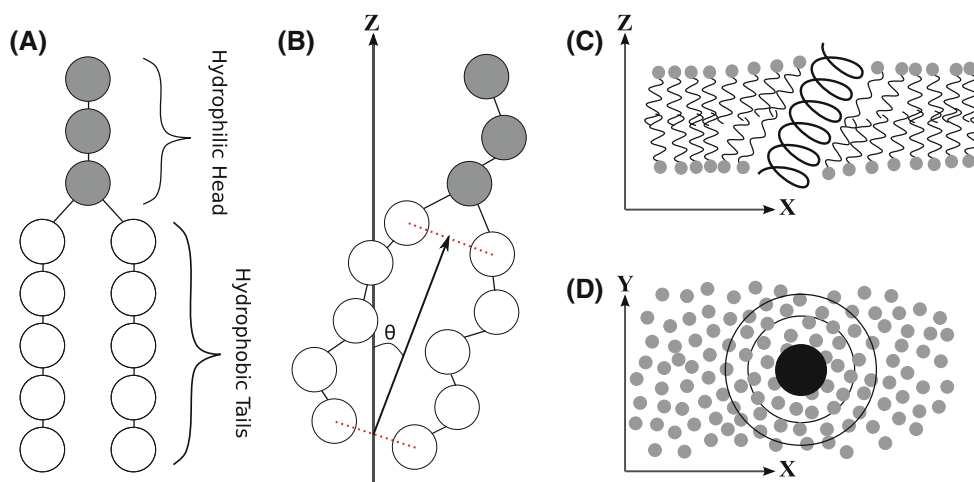 (A)
Hydrophilic Head
Hydrophobic Tails
(B)
Z
θ
(C)
Z
X
(D)
Y
X